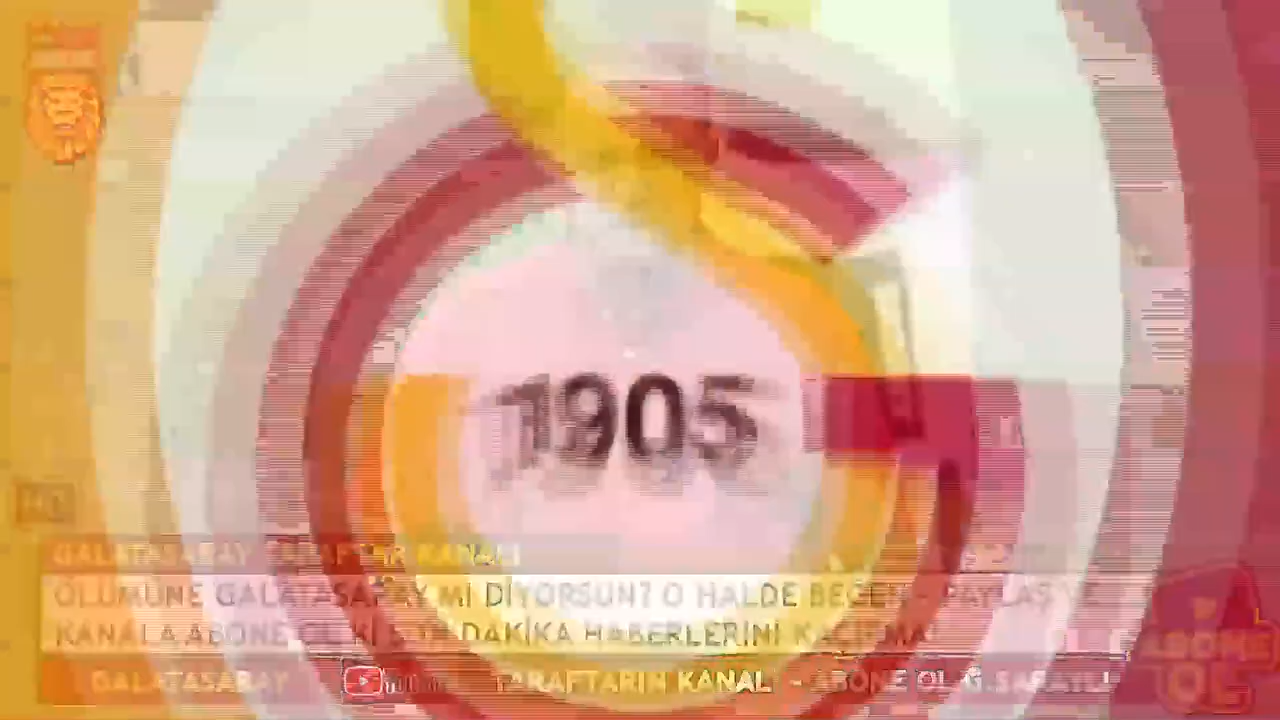 1905
GALATASARAY TARAFTAR KANALI
ÖLÜMÜNE GALATASARAY MI DİYORSUN? O HALDE BEĞEN - PAYLAŞ VE
KANALA ABONE OL Kİ SON DAKİKA HABERLERİNİ KAÇIRMA
GALATASARAY TARAFTARIN KANALI - ABONE OL G.SARAYLI
ABONE
OL